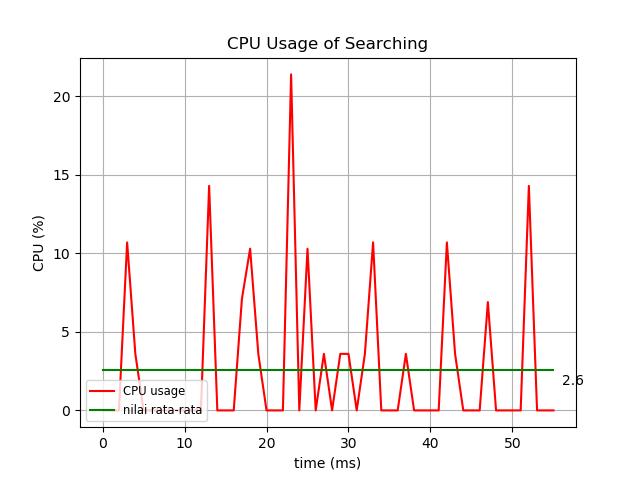 CPU Usage of Searching
CPU (%)
20
15
10
5
0
2.6
CPU usage
nilai rata-rata
0 10 20 30 40 50
time (ms)